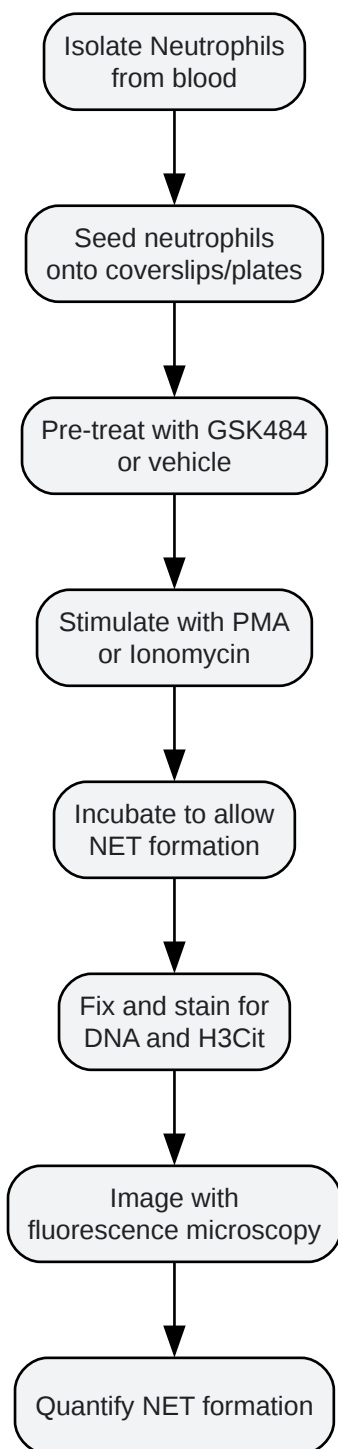 Isolate Neutrophils
from blood
Seed neutrophils
onto coverslips/plates
Pre-treat with GSK484
or vehicle
Stimulate with PMA
or Ionomycin
Incubate to allow
NET formation
Fix and stain for
DNA and H3Cit
Image with
fluorescence microscopy
Quantify NET formation